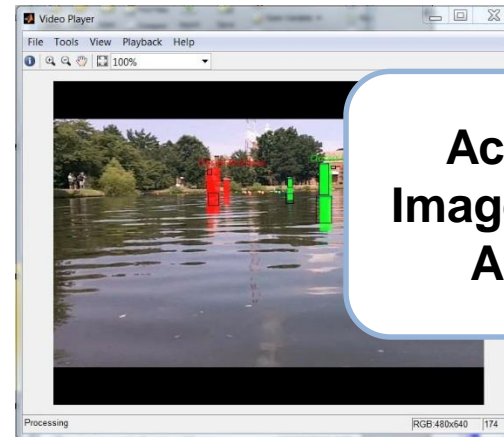 Video Player
File Tools View Playback Help
100%
Ac
Imag
A
Processing
RGB:480x640 174